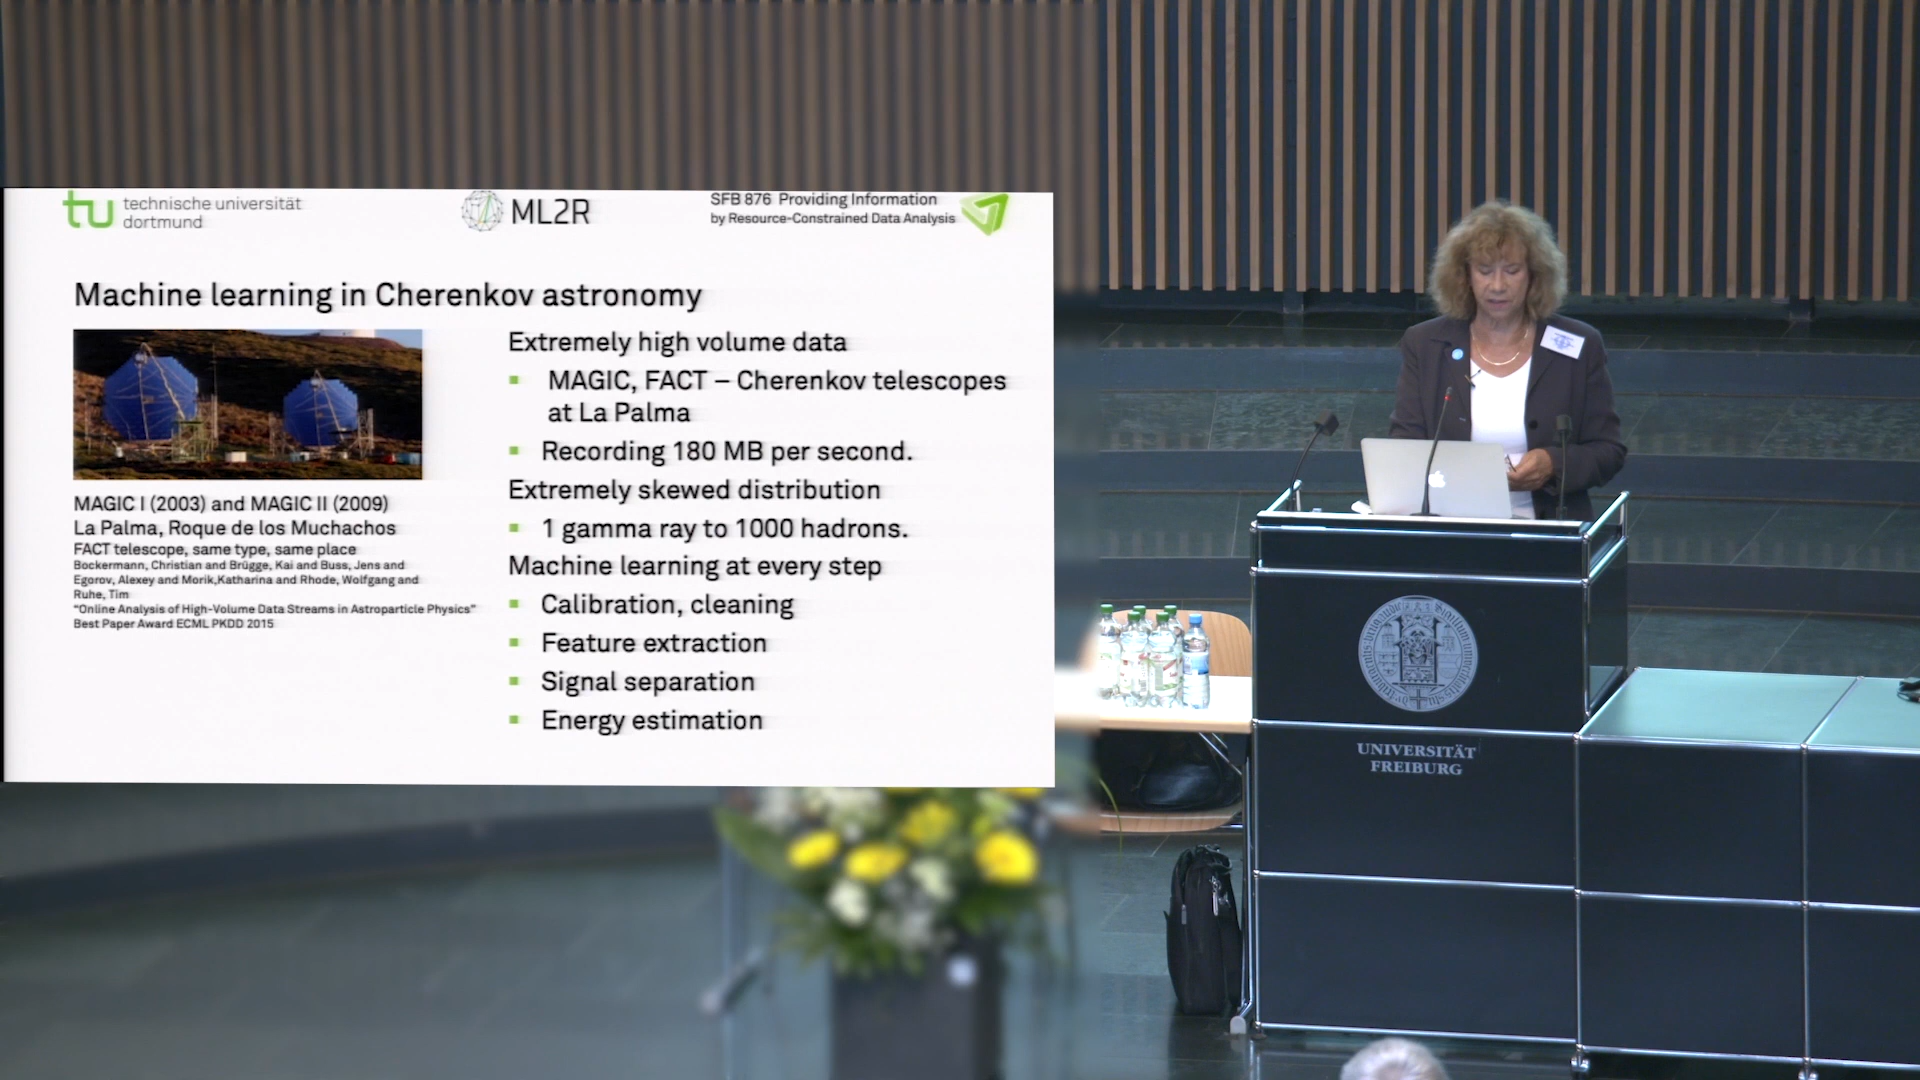 technische universität
dortmund
ML2R
SFB 876 Providing Information
by Resource-Constrained Data Analysis
Machine learning in Cherenkov astronomy
MAGIC I (2003) and MAGIC II (2009)
La Palma, Roque de los Muchachos
FACT telescope, same type, same place
Bockermann, Christian and Brügge, Kai and Buss, Jens and
Egorov, Alexey and Morik,Katharina and Rhode, Wolfgang and
Ruhe, Tim
"Online Analysis of High-Volume Data Streams in Astroparticle Physics"
Best Paper Award ECML PKDD 2015
Extremely high volume data
▪ MAGIC, FACT – Cherenkov telescopes
at La Palma
▪ Recording 180 MB per second.
Extremely skewed distribution
▪ 1 gamma ray to 1000 hadrons.
Machine learning at every step
▪ Calibration, cleaning
▪ Feature extraction
▪ Signal separation
▪ Energy estimation
UNIVERSITÄT
FREIBURG